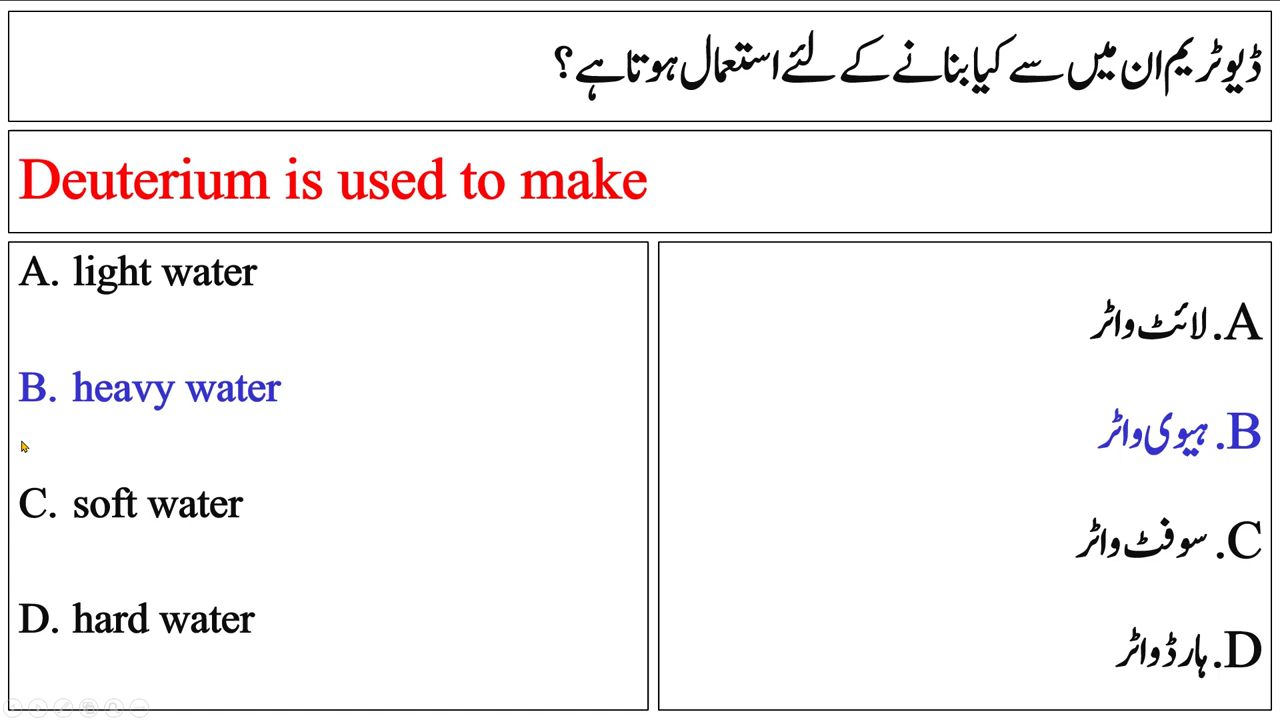 ڈیوٹریم ان میں سے کیا بنانے کے لئے استعمال ہوتا ہے؟
Deuterium is used to make
A. light water
B. heavy water
C. soft water
D. hard water
A. لائٹ واٹر
B. ہیوی واٹر
C. سوفٹ واٹر
D. ہارڈ واٹر